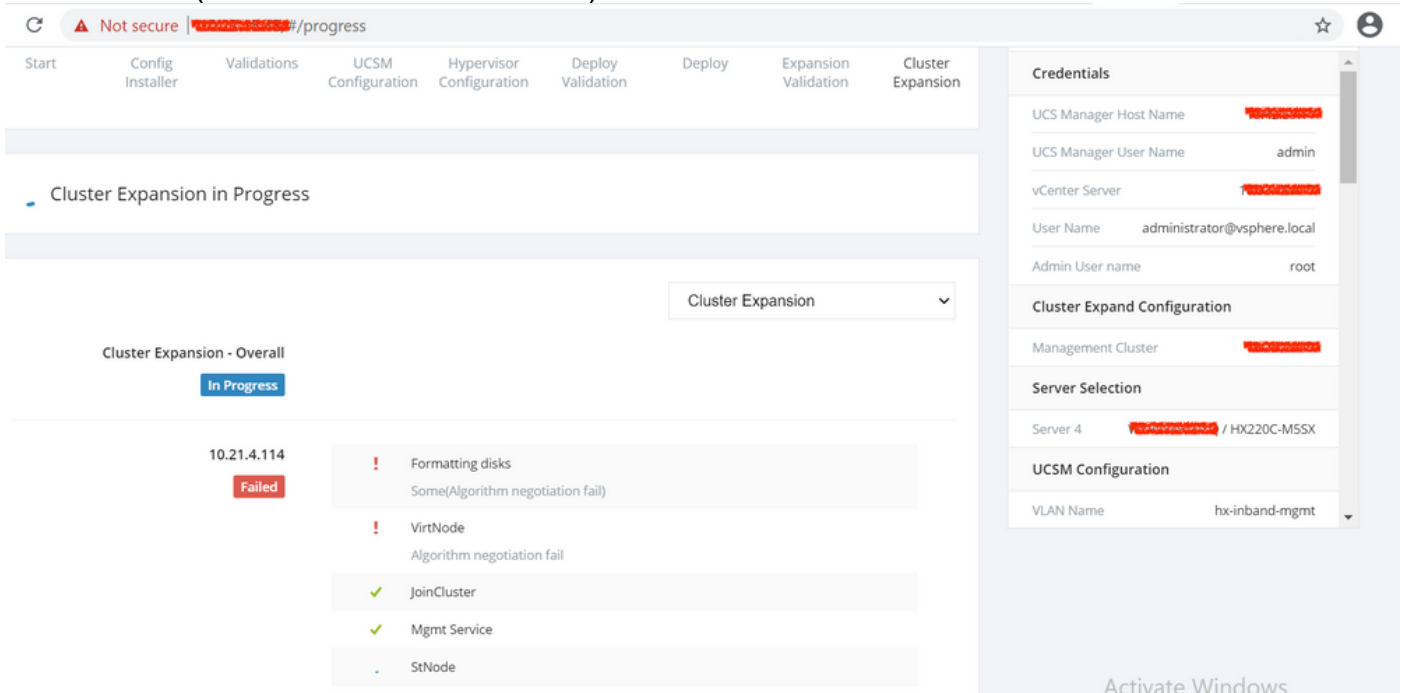 Not secure
#/progress
Start
Config
Installer
Validations
UCSM
Configuration
Hypervisor
Configuration
Deploy
Validation
Deploy
Expansion
Validation
Cluster
Expansion
Cluster Expansion in Progress
Cluster Expansion
Cluster Expansion - Overall
In Progress
10.21.4.114
Failed
! Formatting disks
Some(Algorithm negotiation fail)
! VirtNode
Algorithm negotiation fail
JoinCluster
Mgmt Service
StNode
Credentials
UCS Manager Host Name
UCS Manager User Name admin
vCenter Server
User Name administrator@vsphere.local
Admin User name root
Cluster Expand Configuration
Management Cluster
Server Selection
Server 4 / HX220C-M5SX
UCSM Configuration
VLAN Name hx-inband-mgmt
Activate Windows